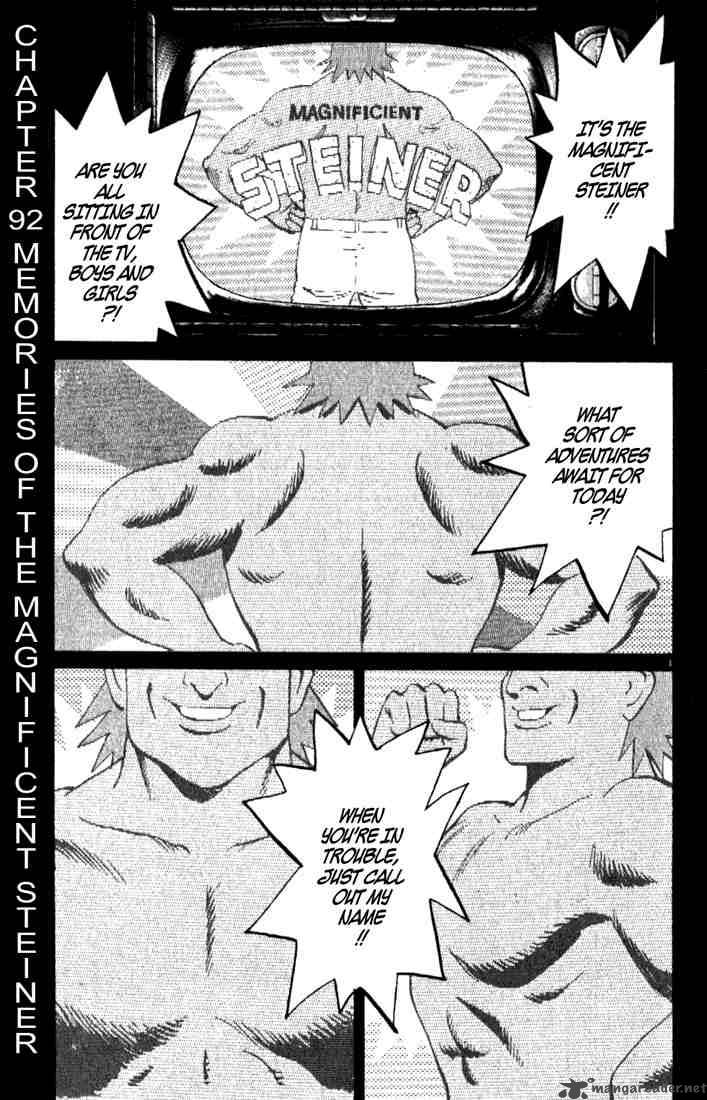 CHAPTER 92 MEMORIES OF THE MAGNIFICENT STEINER
IT'S THE
MAGNIFI-
CENT
STEINER
!!
MAGNIFICIENT
STEINER
ARE YOU
ALL
SITTING IN
FRONT OF
THE TV,
BOYS AND
GIRLS
?!
WHAT
SORT OF
ADVENTURES
AWAIT FOR
TODAY
?!
WHEN
YOU'RE IN
TROUBLE,
JUST CALL
OUT MY
NAME
!!
1
mangareader.net